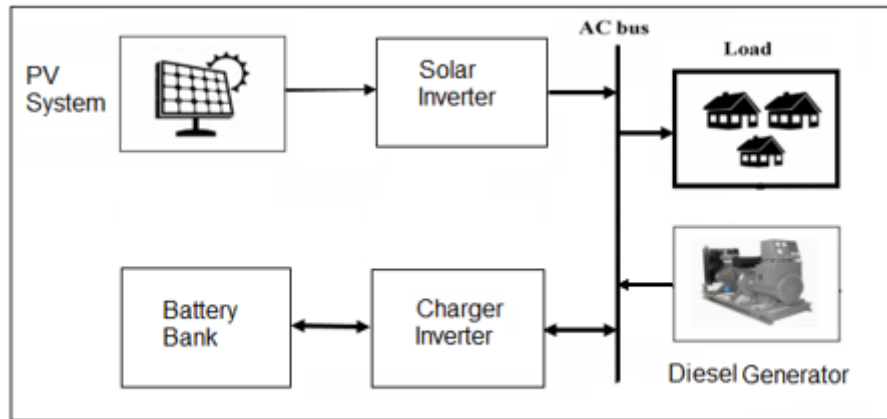 AC bus
PV
System
Solar
Inverter
Load
Battery
Bank
Charger
Inverter
Diesel Generator